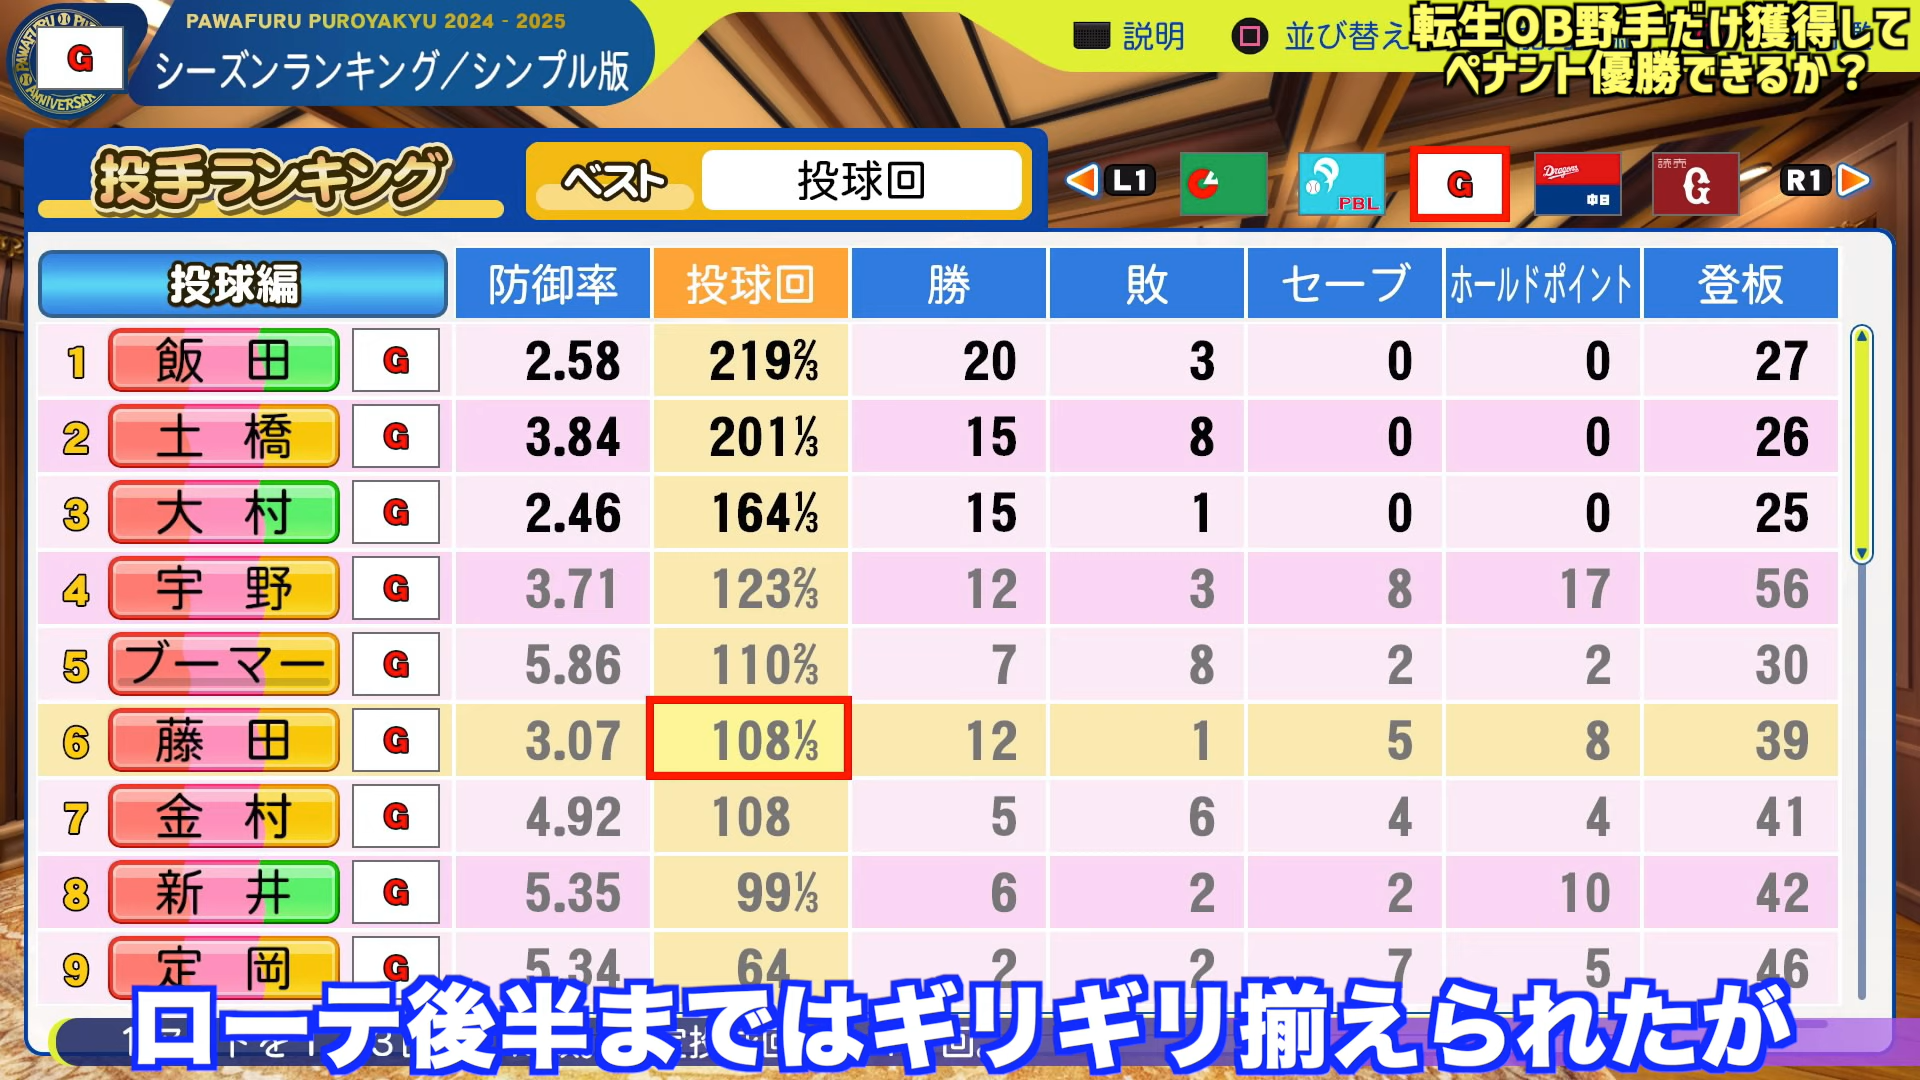 PAWAFURU PUROYAKYU 2024 - 2025
シーズンランキング／シンプル版
G
説明 並び替え
転生OB野手だけ獲得して
ペナント優勝できるか？
投手ランキング
ベスト 投球回
L1 PBL G Dragons 中日 読売 G R1
投球編 防御率 投球回 勝 敗 セーブ ホールドポイント 登板
1 飯田 G 2.58 219⅔ 20 3 0 0 27
2 土橋 G 3.84 201⅓ 15 8 0 0 26
3 大村 G 2.46 164⅓ 15 1 0 0 25
4 宇野 G 3.71 123⅔ 12 3 8 17 56
5 ブーマー G 5.86 110⅔ 7 8 2 2 30
6 藤田 G 3.07 108⅓ 12 1 5 8 39
7 金村 G 4.92 108 5 6 4 4 41
8 新井 G 5.35 99⅓ 6 2 2 10 42
9 定岡 G 5.34 64 2 2 7 5 46
ローテ後半まではギリギリ揃えられたが